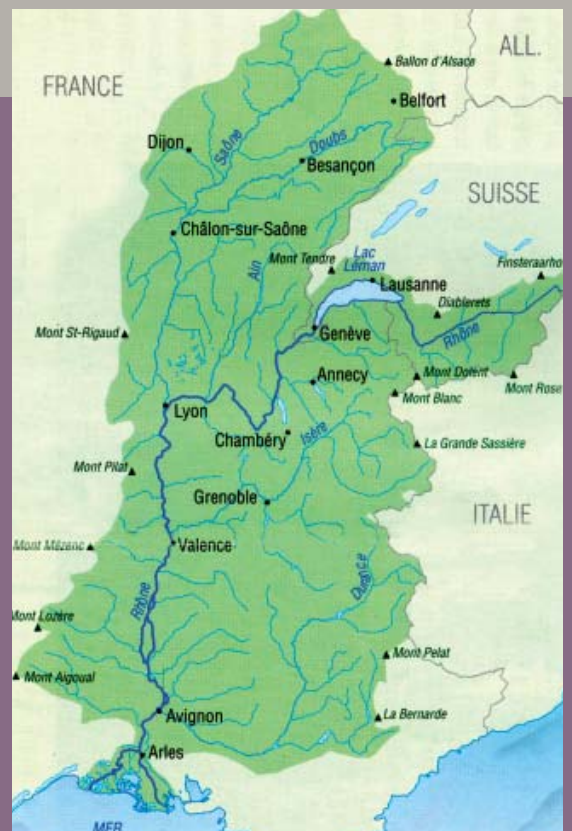 ALL.
Ballon d'Alsace
FRANCE
Belfort
Dijon
Saône
Doubs
Besançon
SUISSE
Châlon-sur-Saône
Lac
Léman
Mont Tendre
Ain
Finsteraarho
Lausanne
Diablerets
Mont St-Rigaud
Genève
Rhône
Annecy
Mont Dolent
Mont Rose
Mont Blanc
Lyon
Chambéry
Isère
La Grande Sassière
Mont Pilat
Grenoble
ITALIE
Mont Mézenc
Valence
Durance
Rhône
Mont Lozère
Mont Pelat
Mont Aigoual
Avignon
La Bernarde
Arles
MER